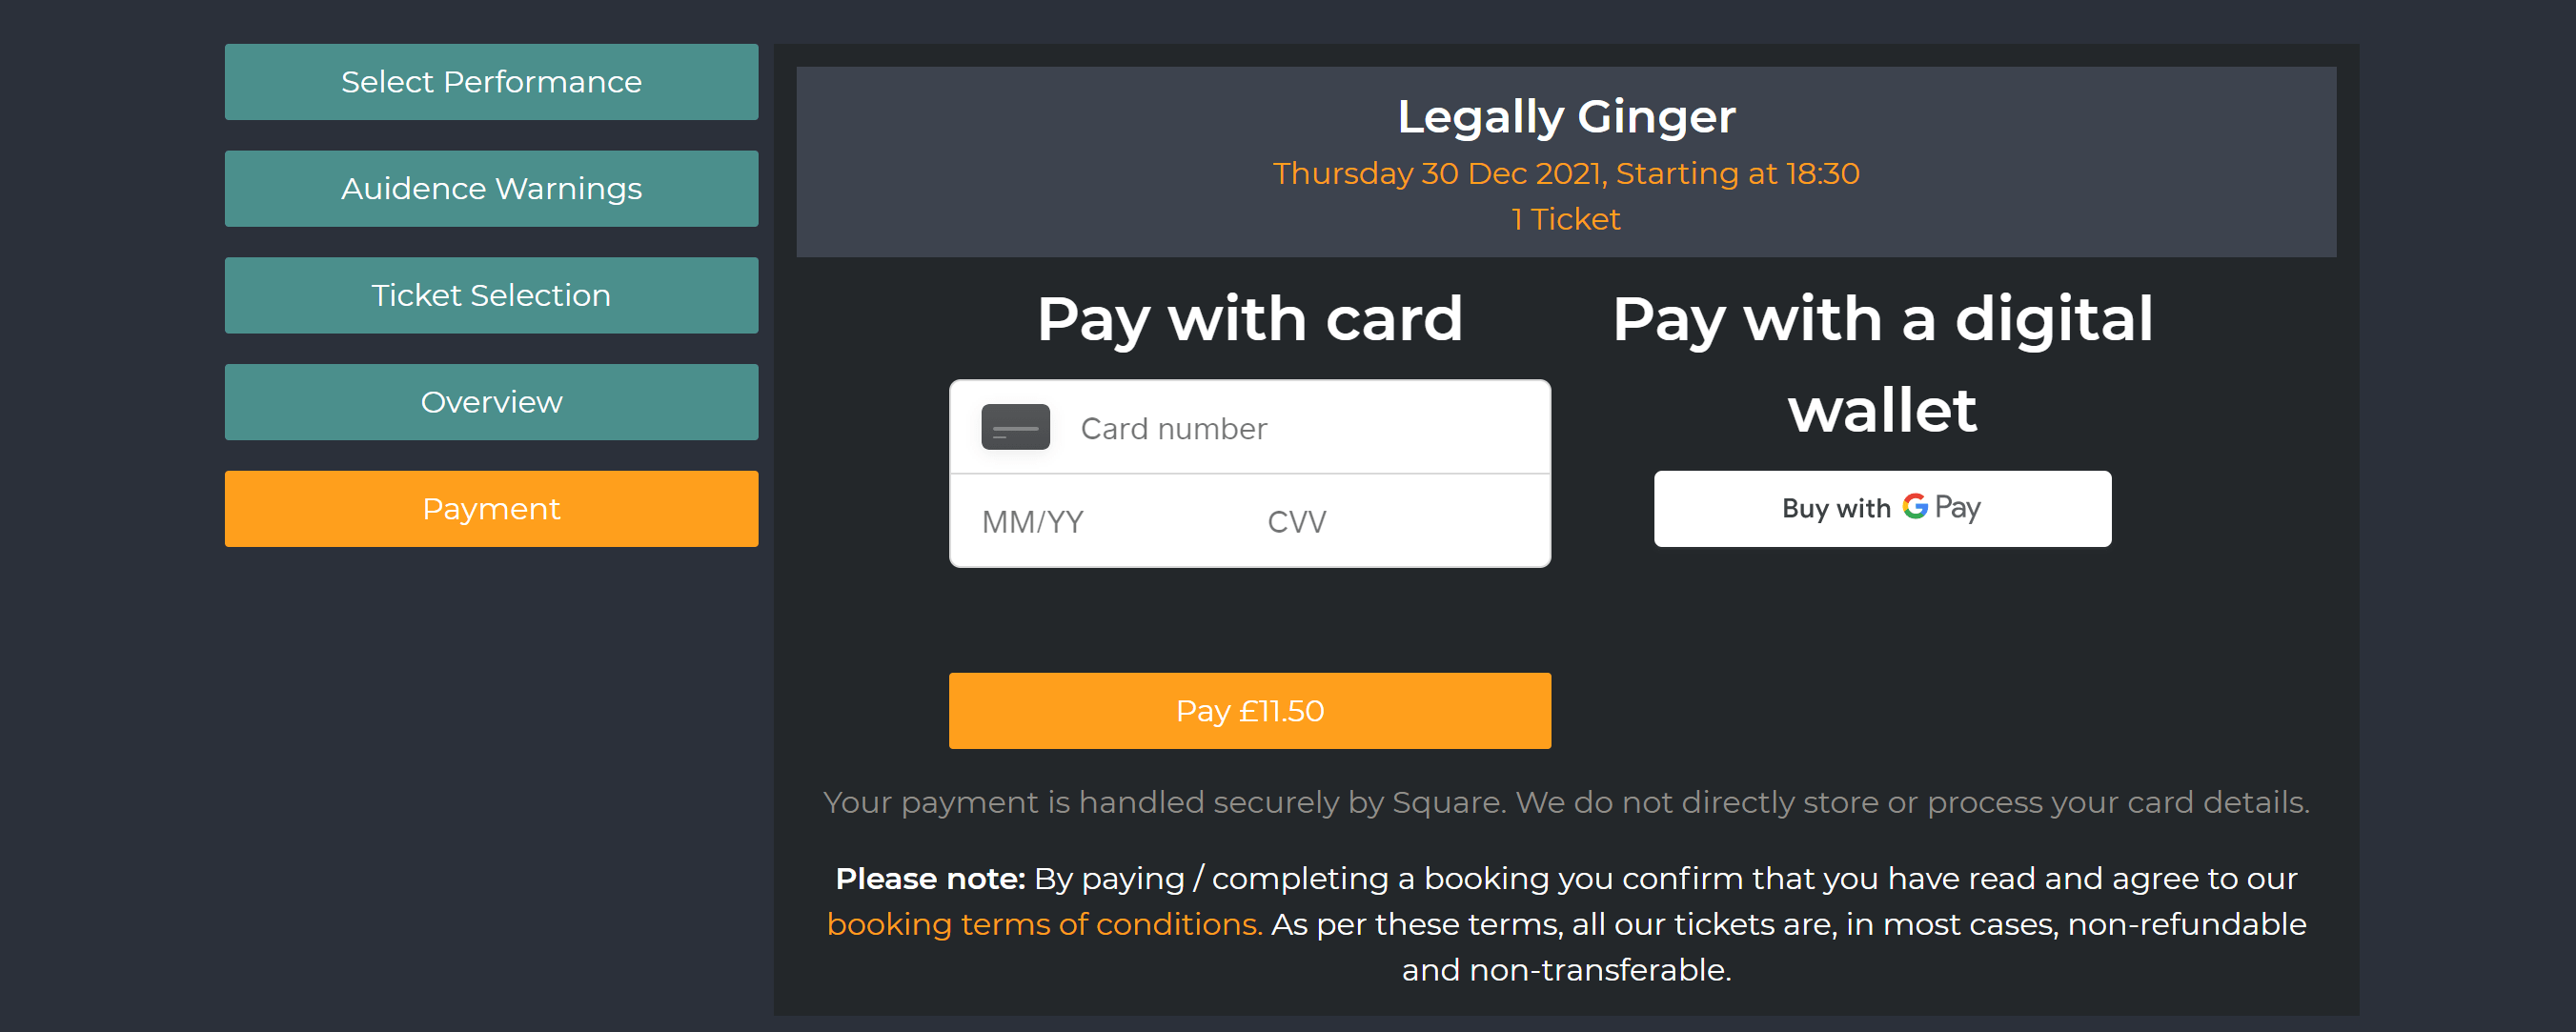 Select Performance
Auidence Warnings
Ticket Selection
Overview
Payment
Legally Ginger
Thursday 30 Dec 2021, Starting at 18:30
1 Ticket
Pay with card
Card number
MM/YY CVV
Pay £11.50
Pay with a digital
wallet
Buy with G Pay
Your payment is handled securely by Square. We do not directly store or process your card details.
Please note: By paying / completing a booking you confirm that you have read and agree to our
booking terms of conditions. As per these terms, all our tickets are, in most cases, non-refundable
and non-transferable.